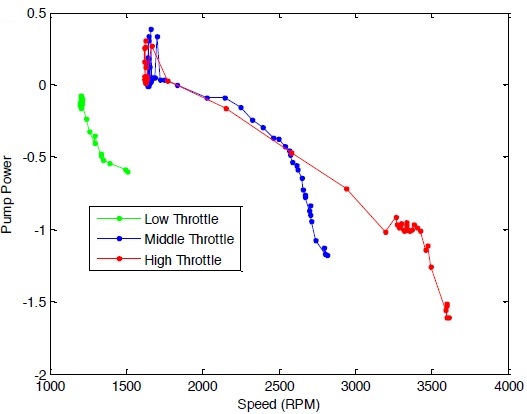 0.5
0
-0.5
-1
-1.5
-2
Pump Power
Low Throttle
Middle Throttle
High Throttle
1000 1500 2000 2500 3000 3500 4000
Speed (RPM)